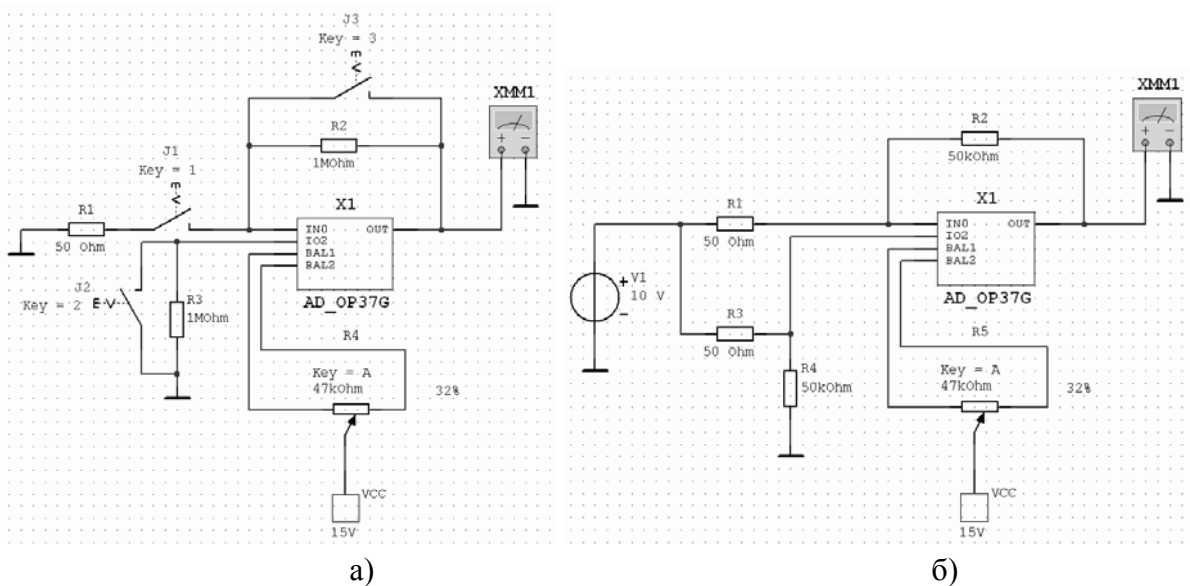 J3
Key = 3
XMM1
R2
1MOhm
J1
Key = 1
X1
R1
50 Ohm
IN0
OUT
IO2
BAL1
BAL2
AD_OP37G
J2
Key = 2
R3
1MOhm
R4
Key = A
47kOhm
32%
VCC
15V
а)
XMM1
R2
50kOhm
X1
R1
50 Ohm
IN0
OUT
IO2
BAL1
BAL2
AD_OP37G
V1
10 V
R3
50 Ohm
R4
50kOhm
R5
Key = A
47kOhm
32%
VCC
15V
б)